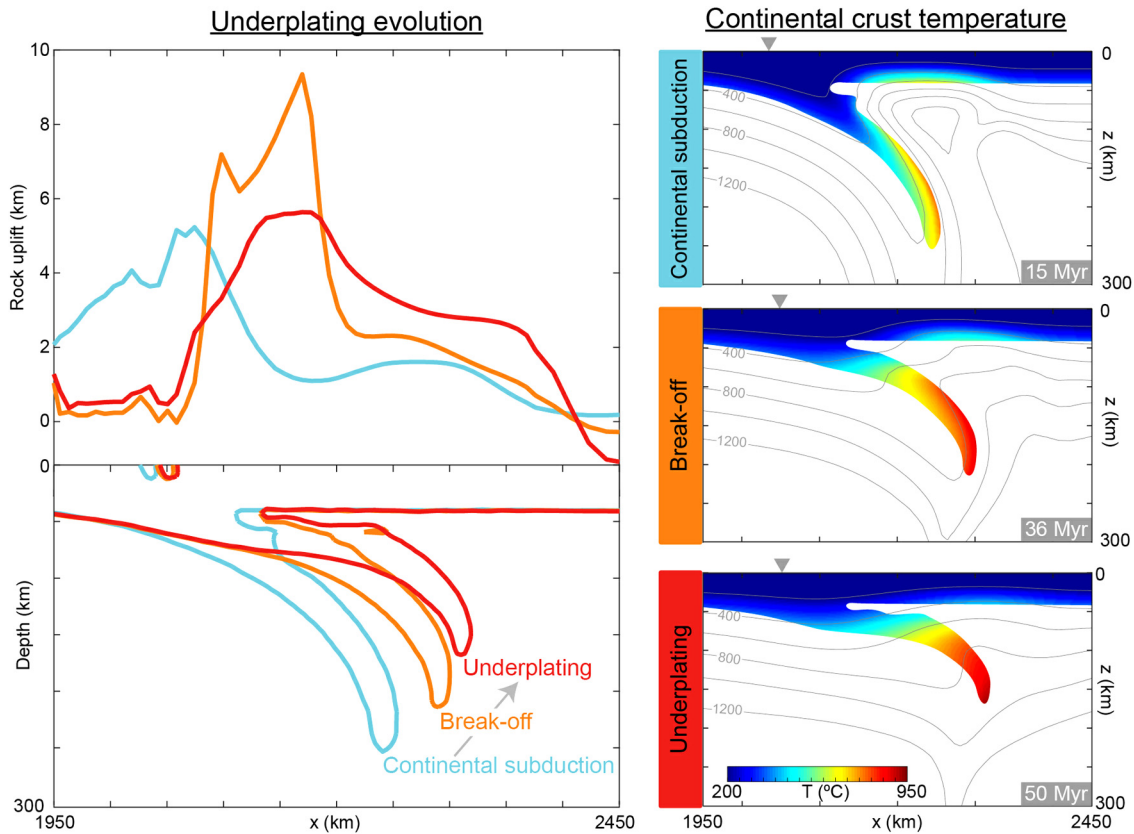 Underplating evolution
Continental crust temperature
10
8
6
4
2
0
Rock uplift (km)
0
300
Depth (km)
Underplating
Break-off
Continental subduction
1950
x (km)
2450
Continental subduction
400
800
1200
15 Myr
0
z (km)
300
Break-off
400
800
1200
36 Myr
0
z (km)
300
Underplating
400
800
1200
200
T (ºC)
950
50 Myr
0
z (km)
300
1950
x (km)
2450